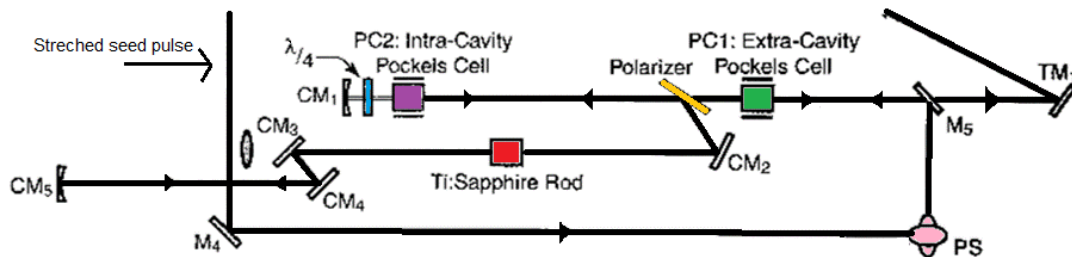 Streched seed pulse
λ/4
PC2: Intra-Cavity
Pockels Cell
PC1: Extra-Cavity
Pockels Cell
Polarizer
TM-
CM1
M5
CM3
CM2
Ti:Sapphire Rod
CM5
CM4
M4
PS